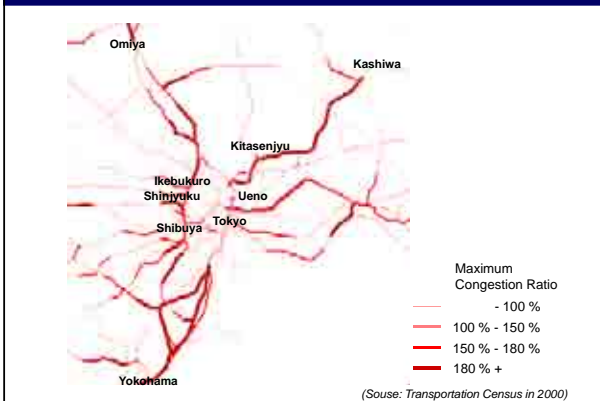 Omiya
Kashiwa
Kitasenjyu
Ikebukuro
Shinjyuku
Ueno
Shibuya
Tokyo
Yokohama
Maximum
Congestion Ratio
- 100 %
100 % - 150 %
150 % - 180 %
180 % +
(Souse: Transportation Census in 2000)